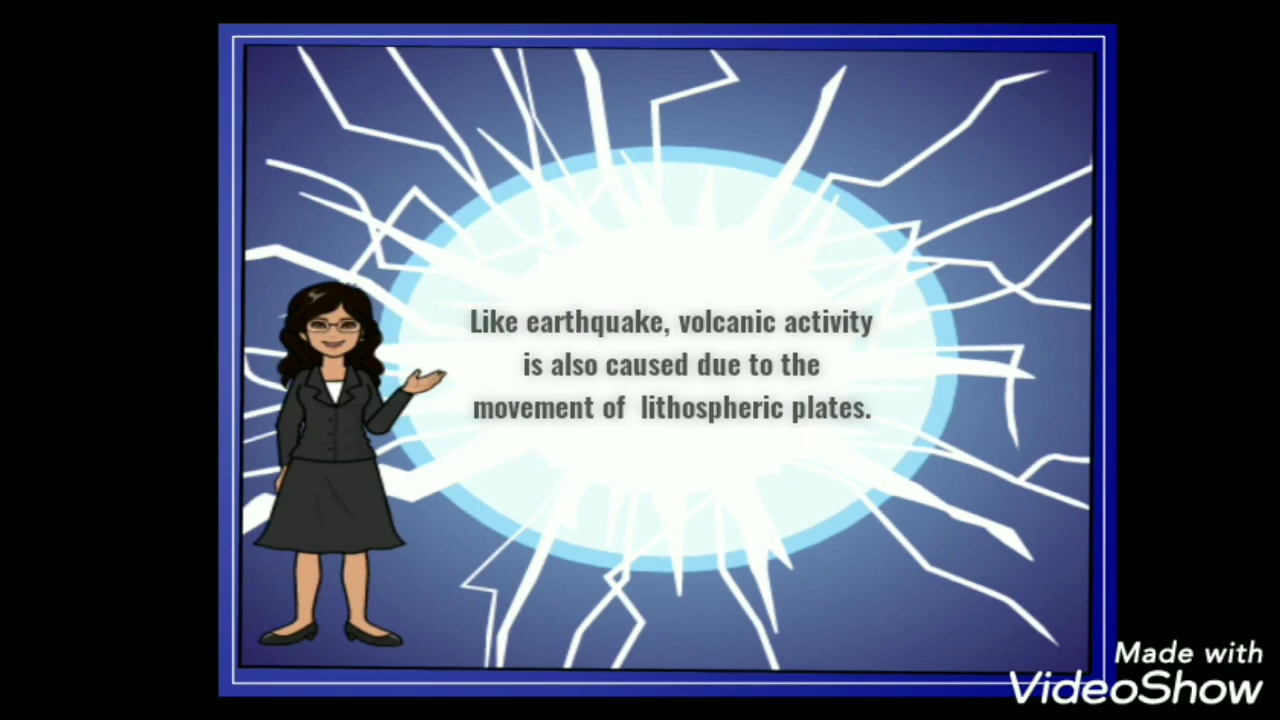 Like earthquake, volcanic activity
is also caused due to the
movement of lithospheric plates.
Made with
VideoShow